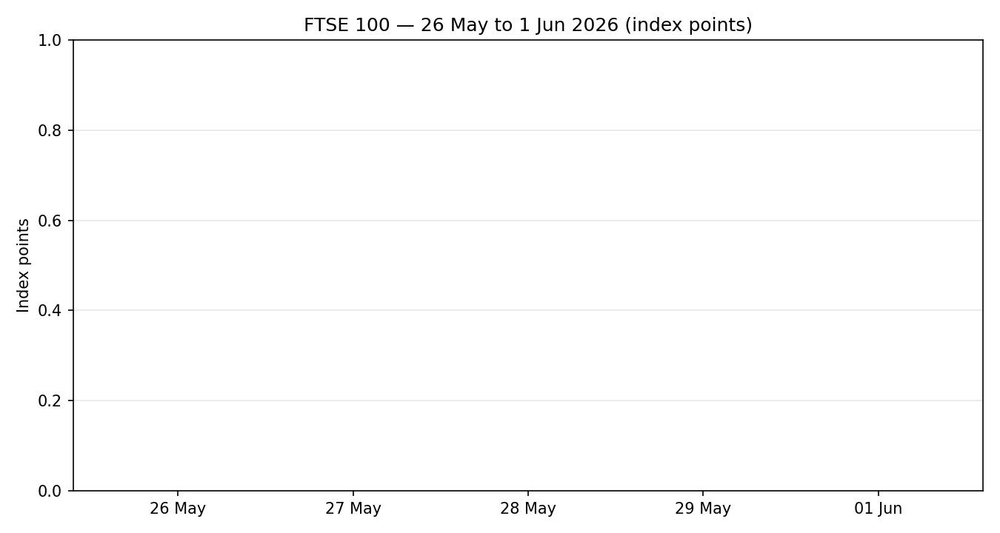 FTSE 100 — 26 May to 1 Jun 2026 (index points)
1.0
0.8
0.6
0.4
0.2
0.0
Index points
26 May 27 May 28 May 29 May 01 Jun